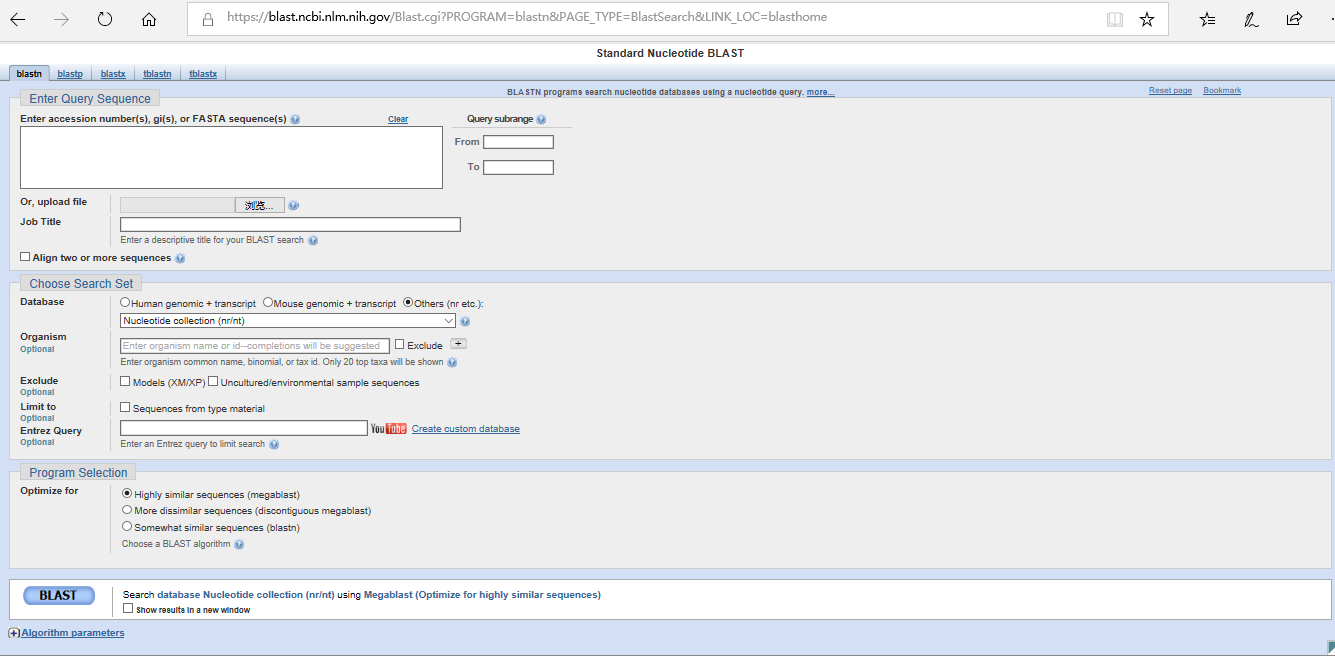 https://blast.ncbi.nlm.nih.gov/Blast.cgi?PROGRAM=blastn&PAGE_TYPE=BlastSearch&LINK_LOC=blasthome
Standard Nucleotide BLAST
blastn blastp blastx tblastn tblastx
BLASTN programs search nucleotide databases using a nucleotide query. more... Reset page Bookmark
Enter Query Sequence
Enter accession number(s), gi(s), or FASTA sequence(s) Clear Query subrange
From
To
Or, upload file 浏览...
Job Title
Enter a descriptive title for your BLAST search
Align two or more sequences
Choose Search Set
Database Human genomic + transcript Mouse genomic + transcript Others (nr etc.):
Nucleotide collection (nr/nt)
Organism
Optional
Enter organism name or id--completions will be suggested Exclude +
Enter organism common name, binomial, or tax id. Only 20 top taxa will be shown
Exclude
Optional
Models (XM/XP) Uncultured/environmental sample sequences
Limit to
Optional
Sequences from type material
Entrez Query
Optional
YouTube Create custom database
Enter an Entrez query to limit search
Program Selection
Optimize for
Highly similar sequences (megablast)
More dissimilar sequences (discontiguous megablast)
Somewhat similar sequences (blastn)
Choose a BLAST algorithm
BLAST Search database Nucleotide collection (nr/nt) using Megablast (Optimize for highly similar sequences)
Show results in a new window
Algorithm parameters